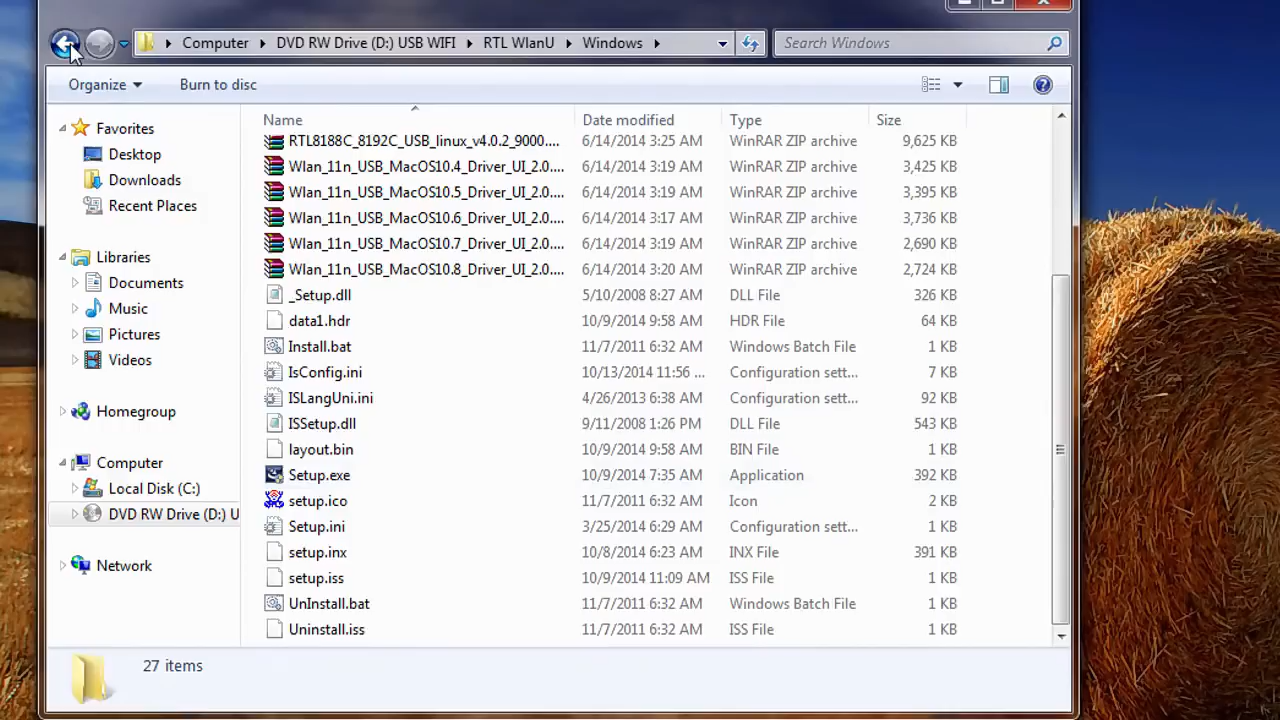 Computer DVD RW Drive (D:) USB WIFI RTL WlanU Windows Search Windows
Organize Burn to disc
Favorites
Desktop
Downloads
Recent Places
Libraries
Documents
Music
Pictures
Videos
Homegroup
Computer
Local Disk (C:)
DVD RW Drive (D:) U
Network
Name Date modified Type Size
RTL8188C_8192C_USB_linux_v4.0.2_9000.... 6/14/2014 3:25 AM WinRAR ZIP archive 9,625 KB
Wlan_11n_USB_MacOS10.4_Driver_UI_2.0.... 6/14/2014 3:19 AM WinRAR ZIP archive 3,425 KB
Wlan_11n_USB_MacOS10.5_Driver_UI_2.0.... 6/14/2014 3:19 AM WinRAR ZIP archive 3,395 KB
Wlan_11n_USB_MacOS10.6_Driver_UI_2.0.... 6/14/2014 3:17 AM WinRAR ZIP archive 3,736 KB
Wlan_11n_USB_MacOS10.7_Driver_UI_2.0.... 6/14/2014 3:19 AM WinRAR ZIP archive 2,690 KB
Wlan_11n_USB_MacOS10.8_Driver_UI_2.0.... 6/14/2014 3:20 AM WinRAR ZIP archive 2,724 KB
_Setup.dll 5/10/2008 8:27 AM DLL File 326 KB
data1.hdr 10/9/2014 9:58 AM HDR File 64 KB
Install.bat 11/7/2011 6:32 AM Windows Batch File 1 KB
IsConfig.ini 10/13/2014 11:56 ... Configuration sett... 7 KB
ISLangUni.ini 4/26/2013 6:38 AM Configuration sett... 92 KB
ISSetup.dll 9/11/2008 1:26 PM DLL File 543 KB
layout.bin 10/9/2014 9:58 AM BIN File 1 KB
Setup.exe 10/9/2014 7:35 AM Application 392 KB
setup.ico 11/7/2011 6:32 AM Icon 2 KB
Setup.ini 3/25/2014 6:29 AM Configuration sett... 1 KB
setup.inx 10/8/2014 6:23 AM INX File 391 KB
setup.iss 10/9/2014 11:09 AM ISS File 1 KB
UnInstall.bat 11/7/2011 6:32 AM Windows Batch File 1 KB
Uninstall.iss 11/7/2011 6:32 AM ISS File 1 KB
27 items